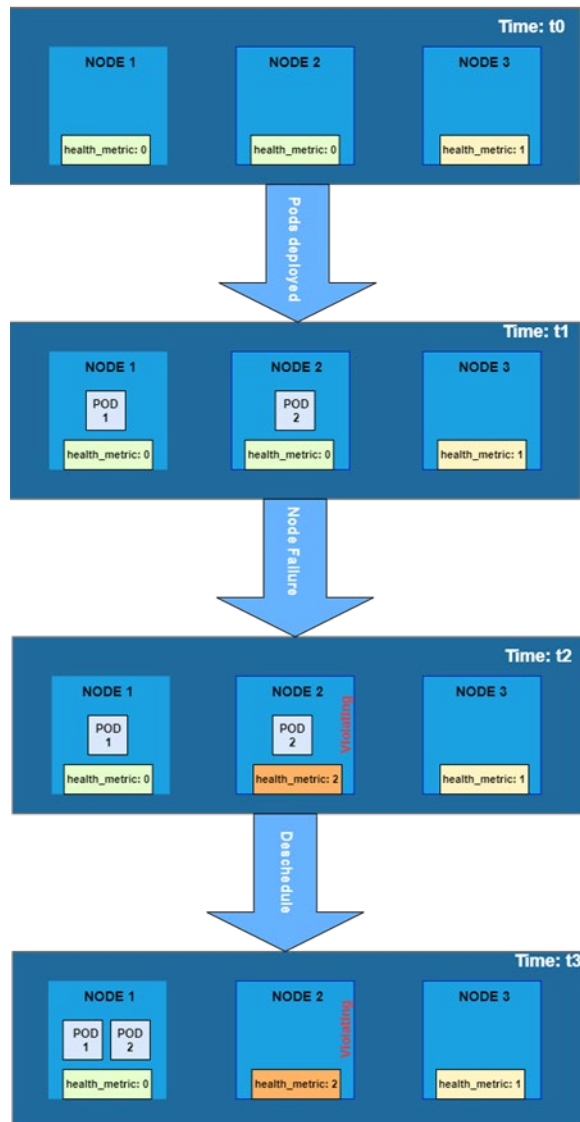 Time: t0
NODE 1
NODE 2
NODE 3
health_metric: 0
health_metric: 0
health_metric: 1
Pods deployed
Time: t1
NODE 1
NODE 2
NODE 3
POD
1
POD
2
health_metric: 0
health_metric: 0
health_metric: 1
Node Failure
Time: t2
NODE 1
NODE 2
NODE 3
POD
1
POD
2
Violating
health_metric: 0
health_metric: 2
health_metric: 1
Deschedule
Time: t3
NODE 1
NODE 2
NODE 3
POD
1
POD
2
Violating
health_metric: 0
health_metric: 2
health_metric: 1